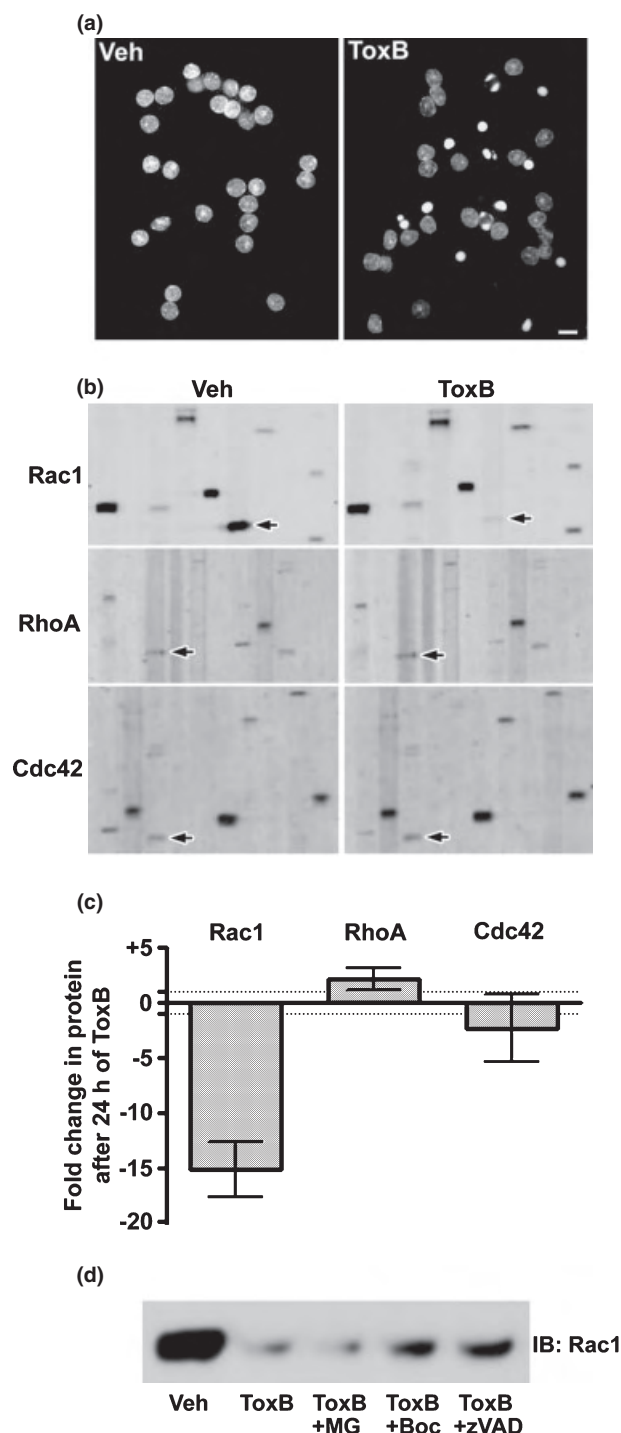 (a)
Veh ToxB
(b)
Veh ToxB
Rac1
RhoA
Cdc42
(c)
Rac1 RhoA Cdc42
Fold change in protein
after 24 h of ToxB
+5
0
-5
-10
-15
-20
(d)
IB: Rac1
Veh ToxB ToxB ToxB ToxB
+MG +Boc +zVAD